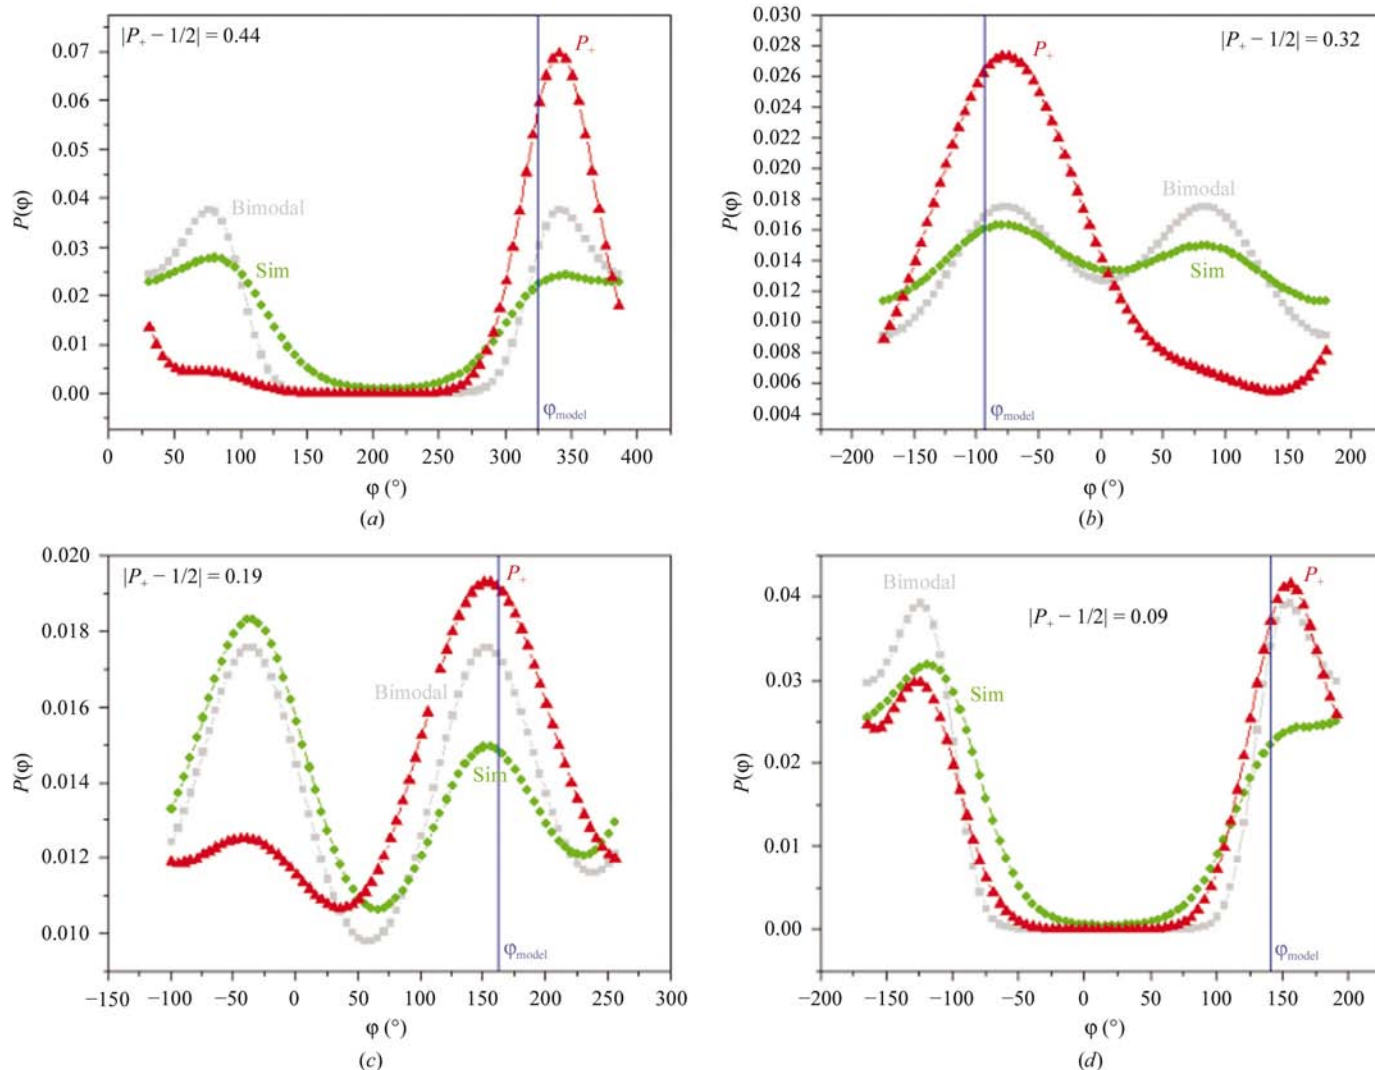 |P₊ − 1/2| = 0.44
P₊
Bimodal
Sim
φmodel
P(φ)
0.07
0.06
0.05
0.04
0.03
0.02
0.01
0.00
0 50 100 150 200 250 300 350 400
φ (°)
(a)
|P₊ − 1/2| = 0.32
P₊
Bimodal
Sim
φmodel
P(φ)
0.030
0.028
0.026
0.024
0.022
0.020
0.018
0.016
0.014
0.012
0.010
0.008
0.006
0.004
−200 −150 −100 −50 0 50 100 150 200
φ (°)
(b)
|P₊ − 1/2| = 0.19
P₊
Bimodal
Sim
φmodel
P(φ)
0.020
0.018
0.016
0.014
0.012
0.010
−150 −100 −50 0 50 100 150 200 250 300
φ (°)
(c)
Bimodal
P₊
|P₊ − 1/2| = 0.09
Sim
φmodel
P(φ)
0.04
0.03
0.02
0.01
0.00
−200 −150 −100 −50 0 50 100 150 200
φ (°)
(d)